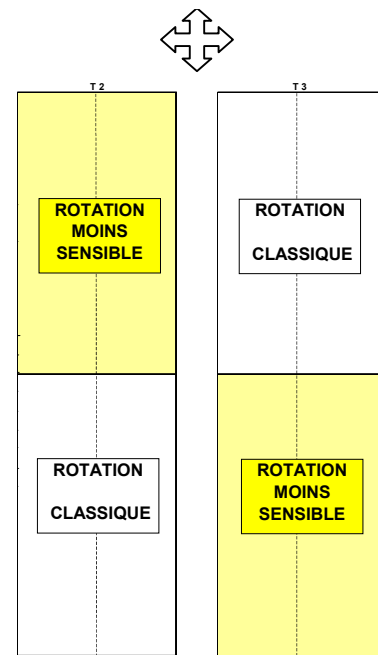 T 2
T 3
ROTATION
MOINS
SENSIBLE
ROTATION
CLASSIQUE
ROTATION
CLASSIQUE
ROTATION
MOINS
SENSIBLE